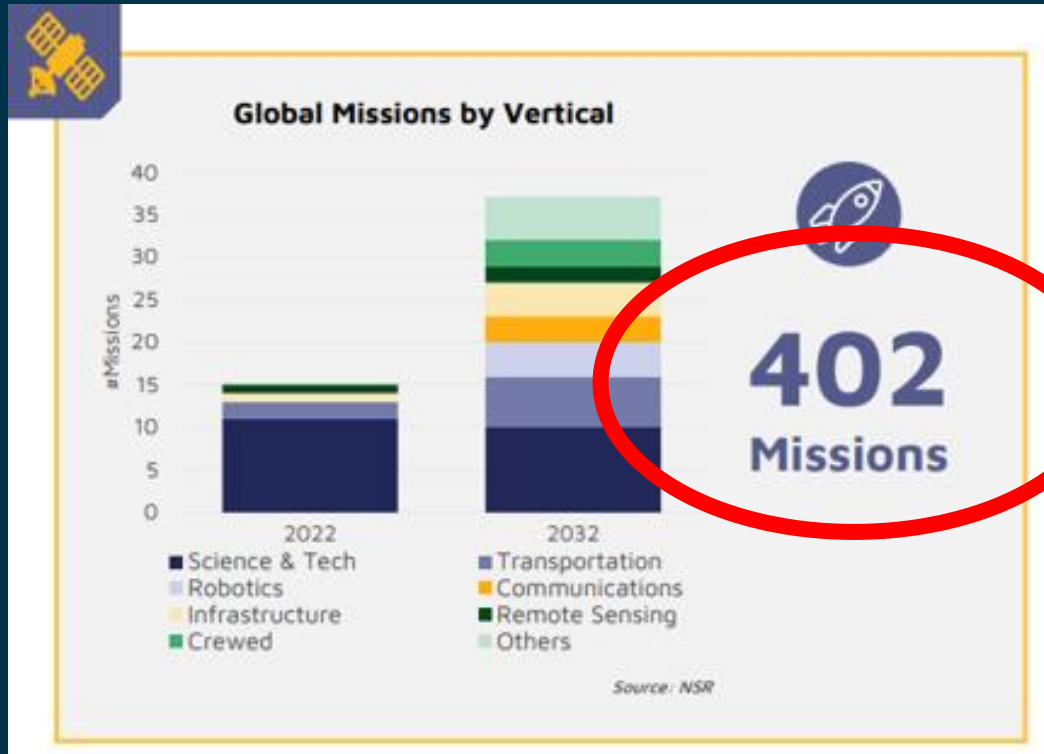 Global Missions by Vertical
40
35
30
25
20
15
10
5
0
#Missions
2022
2032
Science & Tech
Transportation
Robotics
Communications
Infrastructure
Remote Sensing
Crewed
Others
Source: NSR
402
Missions